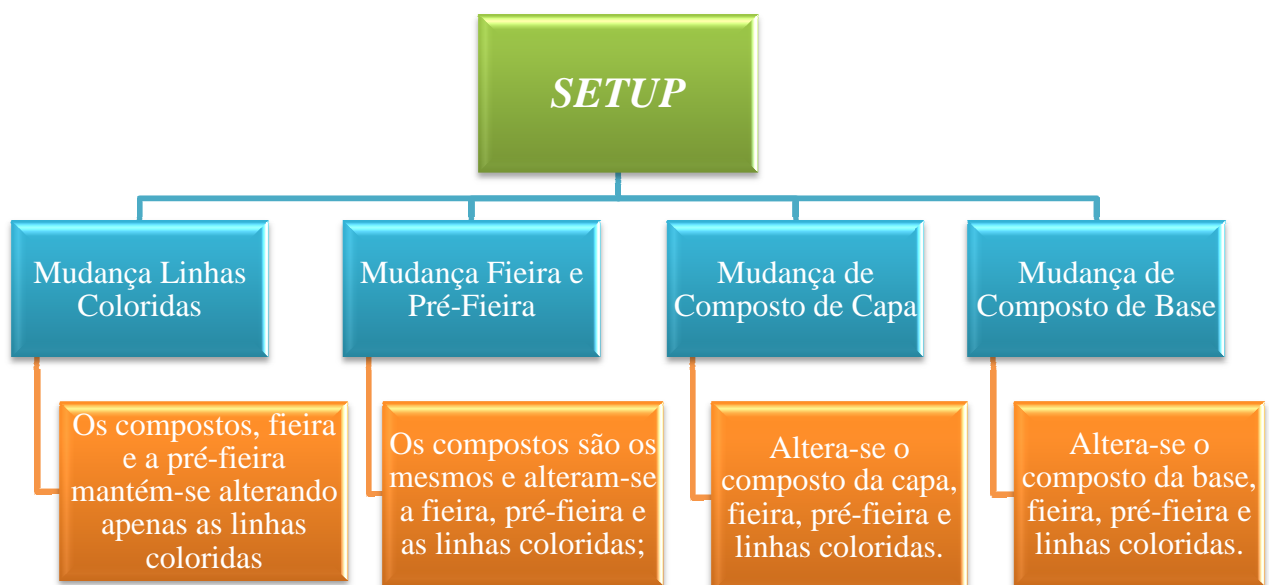 SETUP
Mudança Linhas
Coloridas
Mudança Fieira e
Pré-Fieira
Mudança de
Composto de Capa
Mudança de
Composto de Base
Os compostos, fieira
e a pré-fieira
mantém-se alterando
apenas as linhas
coloridas
Os compostos são os
mesmos e alteram-se
a fieira, pré-fieira e
as linhas coloridas;
Altera-se o
composto da capa,
fieira, pré-fieira e
linhas coloridas.
Altera-se o
composto da base,
fieira, pré-fieira e
linhas coloridas.